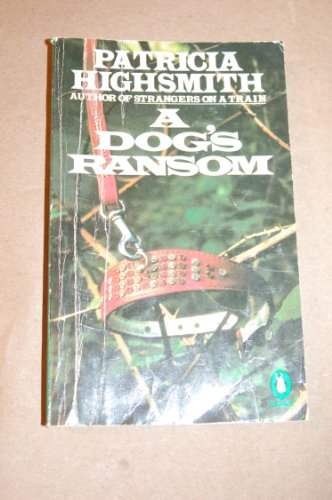 PATRICIA
HIGHSMITH
AUTHOR OF STRANGERS ON A TRAIN
A
DOG'S
RANSOM